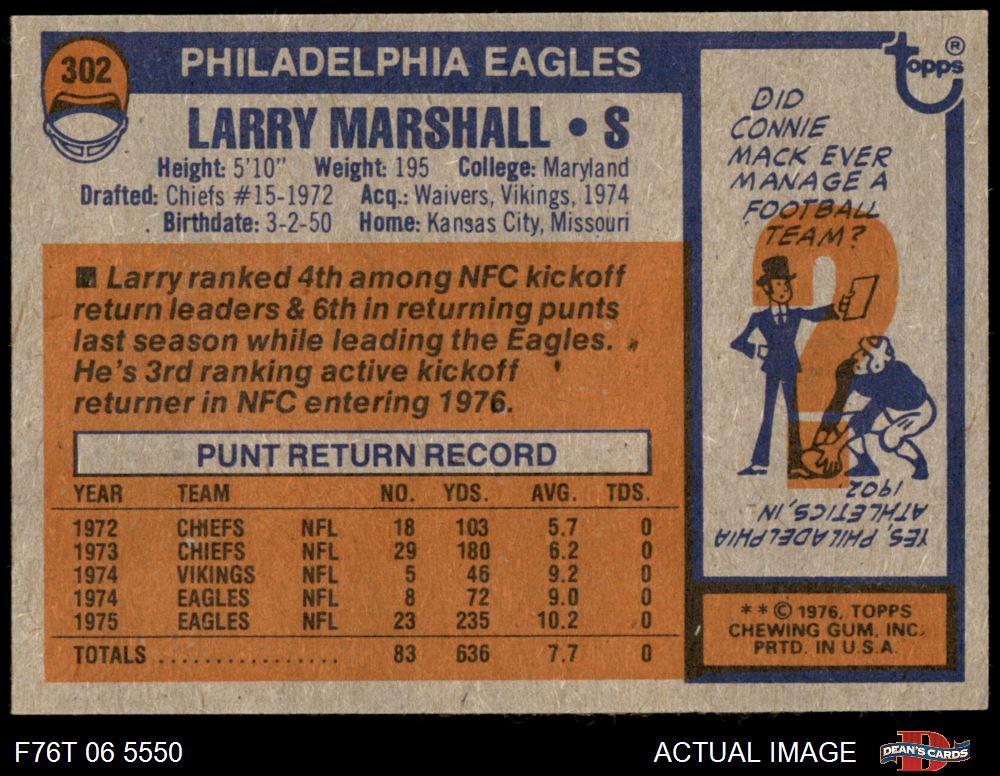 302
PHILADELPHIA EAGLES
LARRY MARSHALL • S
Height: 5'10" Weight: 195 College: Maryland
Drafted: Chiefs #15-1972 Acq.: Waivers, Vikings, 1974
Birthdate: 3-2-50 Home: Kansas City, Missouri
■ Larry ranked 4th among NFC kickoff
return leaders & 6th in returning punts
last season while leading the Eagles.
He's 3rd ranking active kickoff
returner in NFC entering 1976.
PUNT RETURN RECORD
YEAR TEAM NO. YDS. AVG. TDS.
1972 CHIEFS NFL 18 103 5.7 0
1973 CHIEFS NFL 29 180 6.2 0
1974 VIKINGS NFL 5 46 9.2 0
1974 EAGLES NFL 8 72 9.0 0
1975 EAGLES NFL 23 235 10.2 0
TOTALS ................ 83 636 7.7 0
topps ®
DID
CONNIE
MACK EVER
MANAGE A
FOOTBALL
TEAM?
?
YES, PHILADELPHIA
ATHLETICS, IN
1902.
** © 1976, TOPPS
CHEWING GUM, INC.
PRTD. IN U.S.A.
F76T 06 5550
ACTUAL IMAGE
D
DEAN'S CARDS